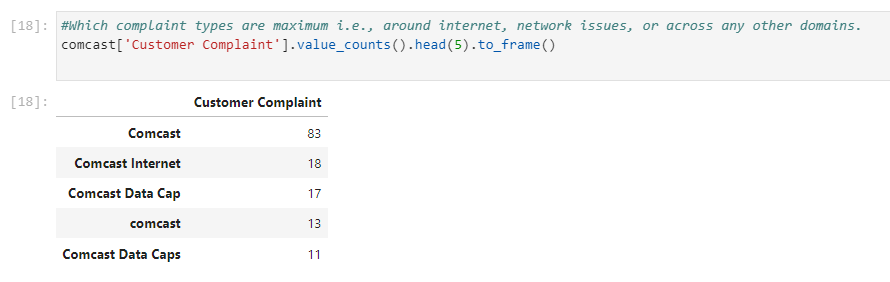 [18]: #Which complaint types are maximum i.e., around internet, network issues, or across any other domains.
comcast['Customer Complaint'].value_counts().head(5).to_frame()
[18]:
Customer Complaint
Comcast 83
Comcast Internet 18
Comcast Data Cap 17
comcast 13
Comcast Data Caps 11